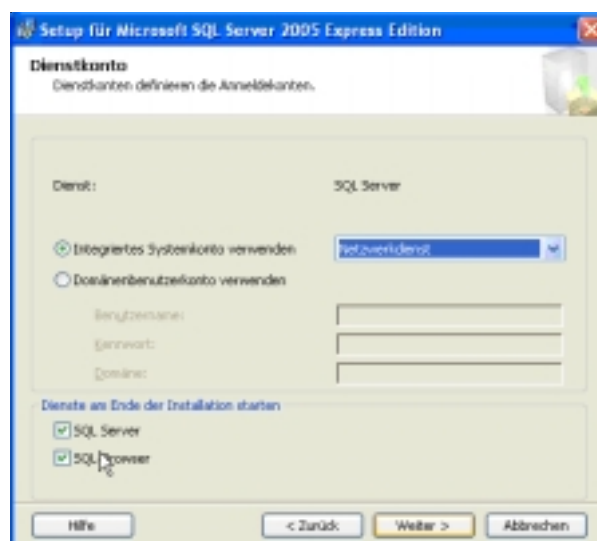 Setup für Microsoft SQL Server 2005 Express Edition
Dienstkonto
Dienstkonten definieren die Anmeldekonten.
Dienst: SQL Server
Integriertes Systemkonto verwenden Netzwerkdienst
Domänenbenutzerkonto verwenden
Benutzername:
Kennwort:
Domäne:
Dienste am Ende der Installation starten
SQL Server
SQL Browser
Hilfe < Zurück Weiter > Abbrechen